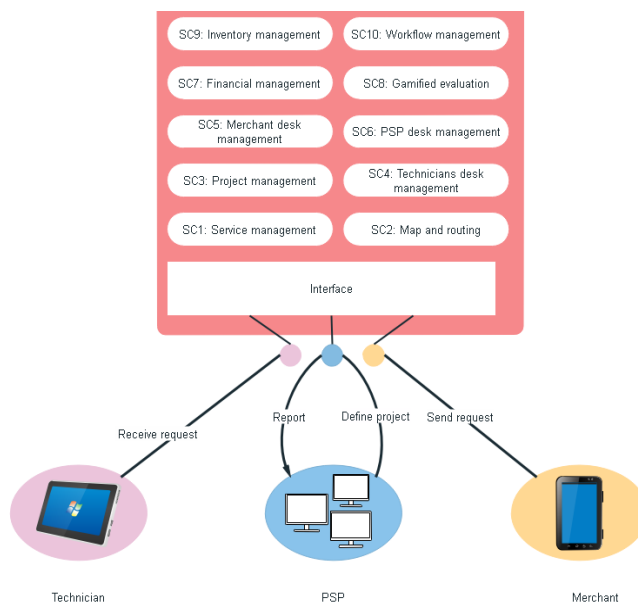 SC9: Inventory management
SC10: Workflow management
SC7: Financial management
SC8: Gamified evaluation
SC5: Merchant desk
management
SC6: PSP desk management
SC3: Project management
SC4: Technicians desk
management
SC1: Service management
SC2: Map and routing
Interface
Report
Define project
Send request
Receive request
Technician
PSP
Merchant